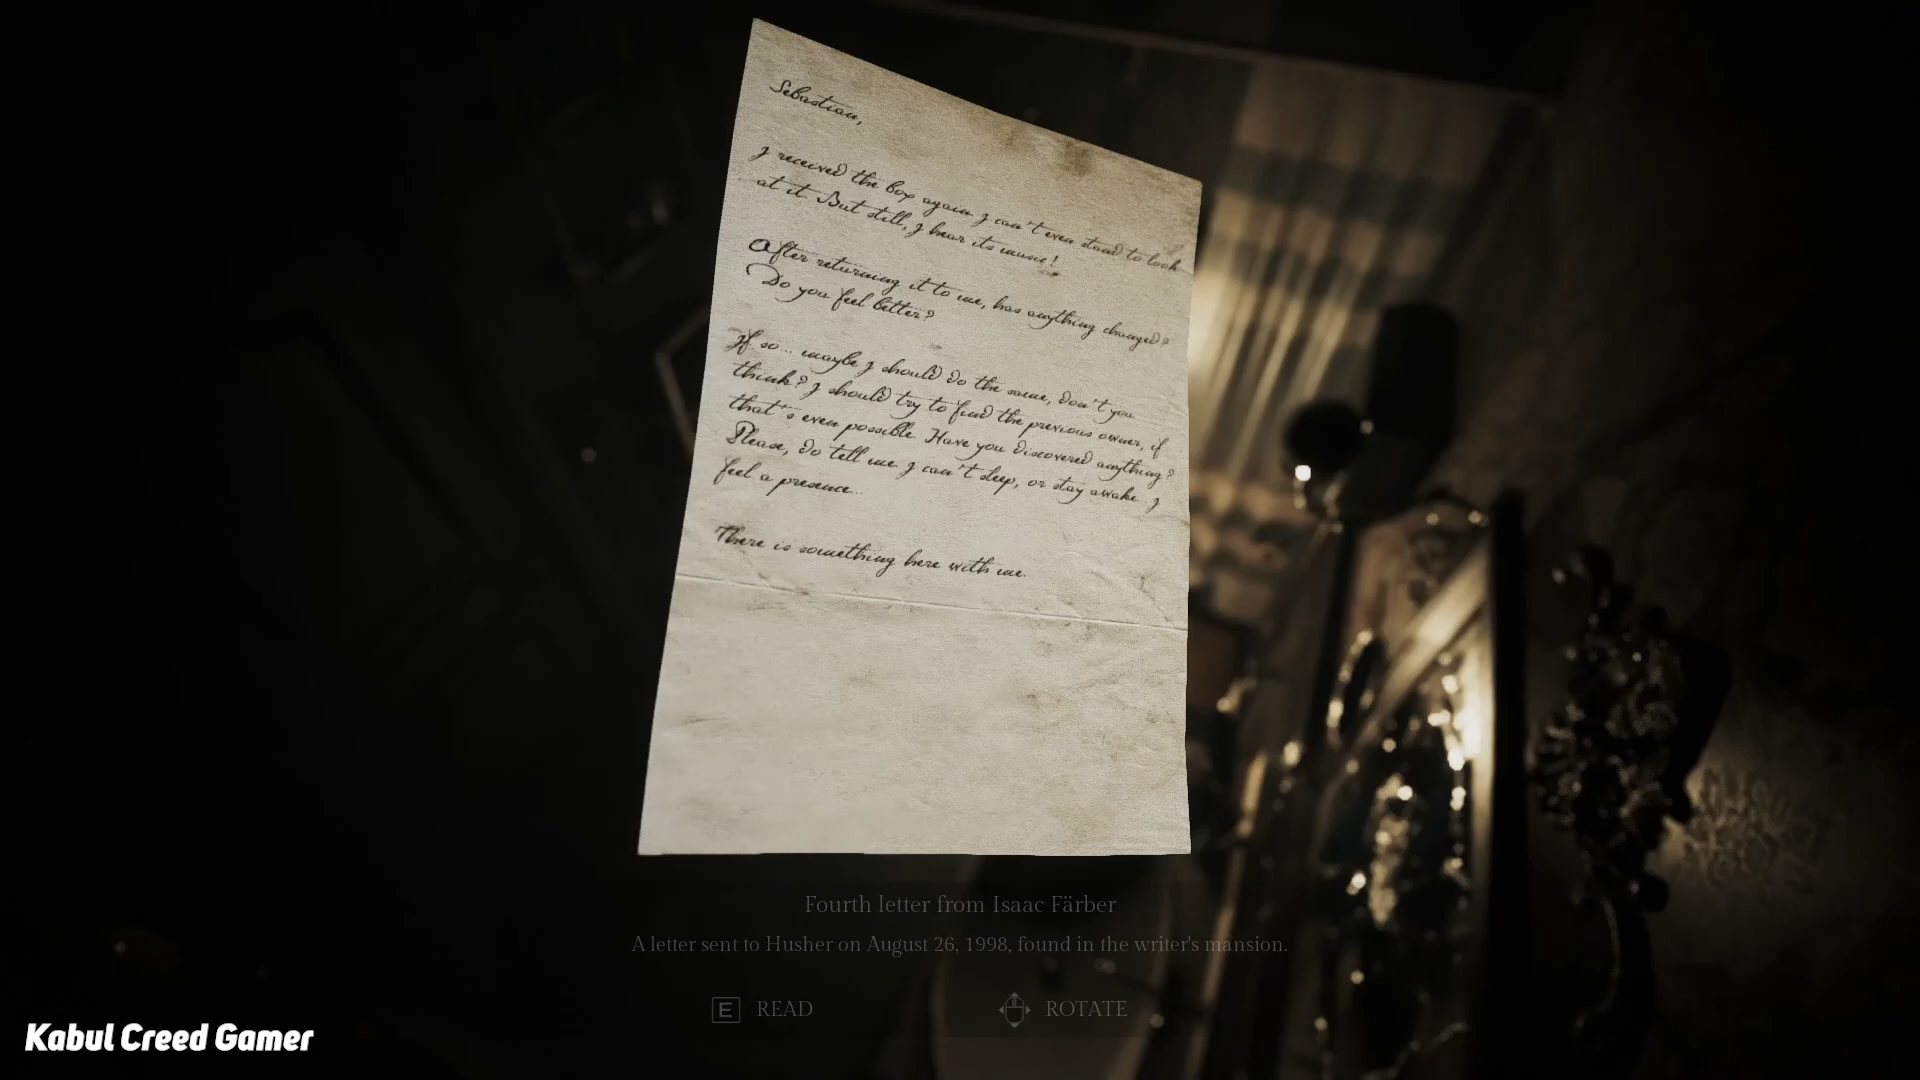 Sebastian,
I received the box again. I can't even stand to look
at it. But still, I hear its music!
After returning it to me, has anything changed?
Do you feel better?
If so... maybe I should do the same, don't you
think? I should try to find the previous owner, if
that's even possible. Have you discovered anything?
Please, do tell me. I can't sleep, or stay awake... I
feel a presence...
There is something here with me.
Fourth letter from Isaac Färber
A letter sent to Husher on August 26, 1998, found in the writer's mansion.
E READ ROTATE
Kabul Creed Gamer